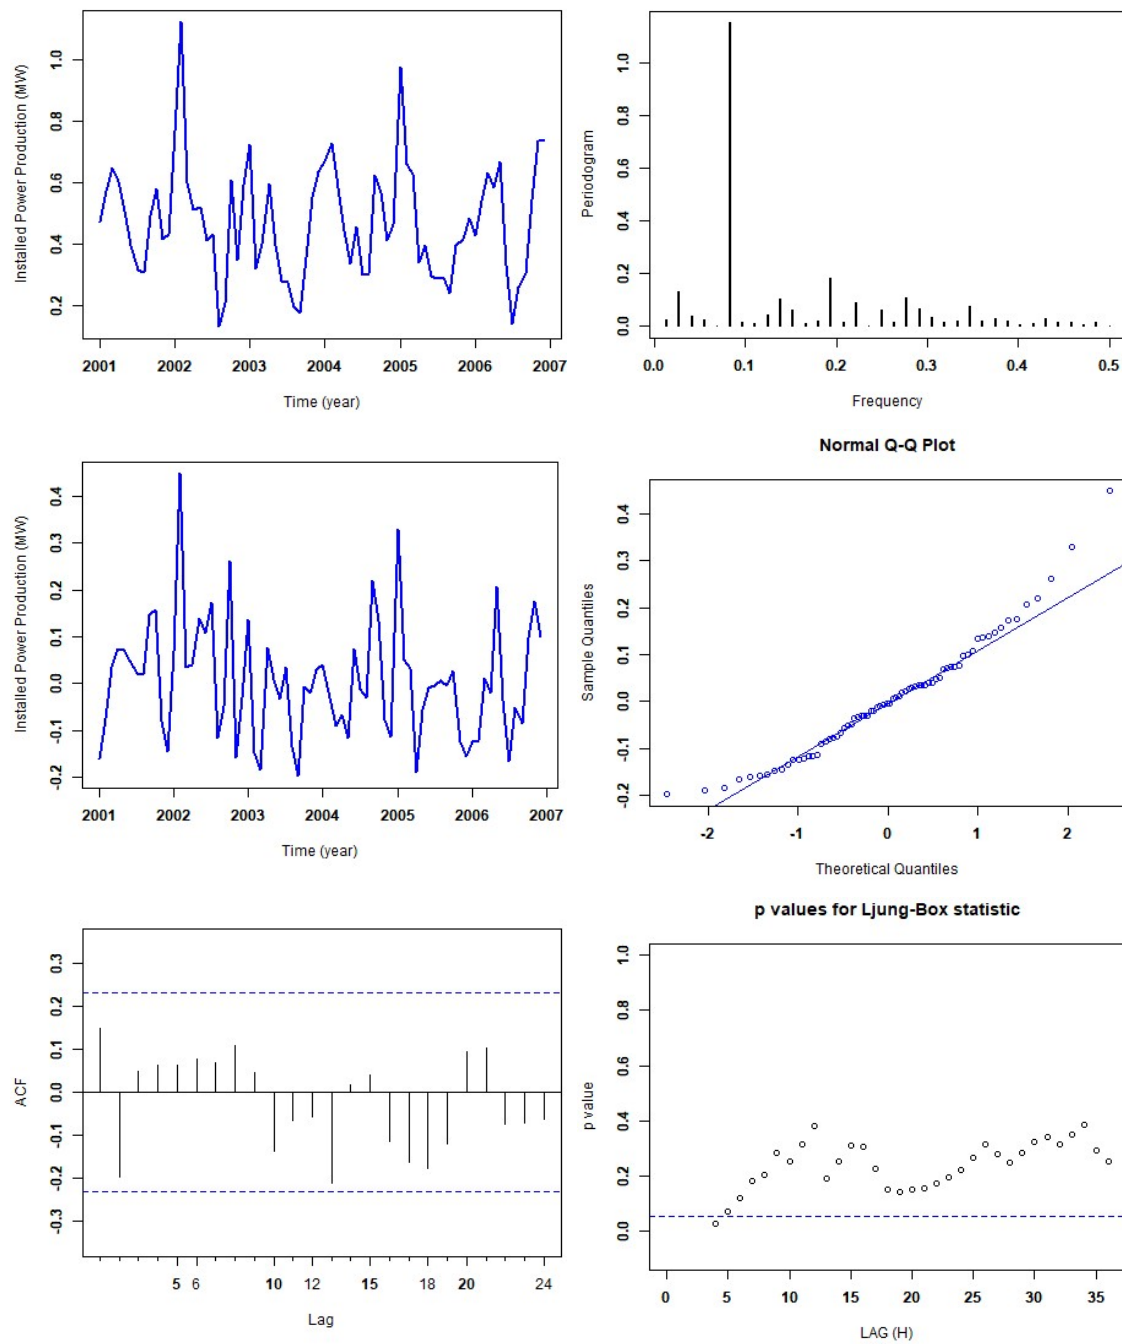 Installed Power Production (MW)
1.0
0.8
0.6
0.4
0.2
2001 2002 2003 2004 2005 2006 2007
Time (year)
Periodogram
1.0
0.8
0.6
0.4
0.2
0.0
0.0 0.1 0.2 0.3 0.4 0.5
Frequency
Installed Power Production (MW)
0.4
0.3
0.2
0.1
0.0
-0.1
-0.2
2001 2002 2003 2004 2005 2006 2007
Time (year)
Normal Q-Q Plot
Sample Quantiles
0.4
0.3
0.2
0.1
0.0
-0.1
-0.2
-2 -1 0 1 2
Theoretical Quantiles
ACF
0.3
0.2
0.1
0.0
-0.1
-0.2
-0.3
5 6 10 12 15 18 20 24
Lag
p values for Ljung-Box statistic
p value
1.0
0.8
0.6
0.4
0.2
0.0
0 5 10 15 20 25 30 35
LAG (H)